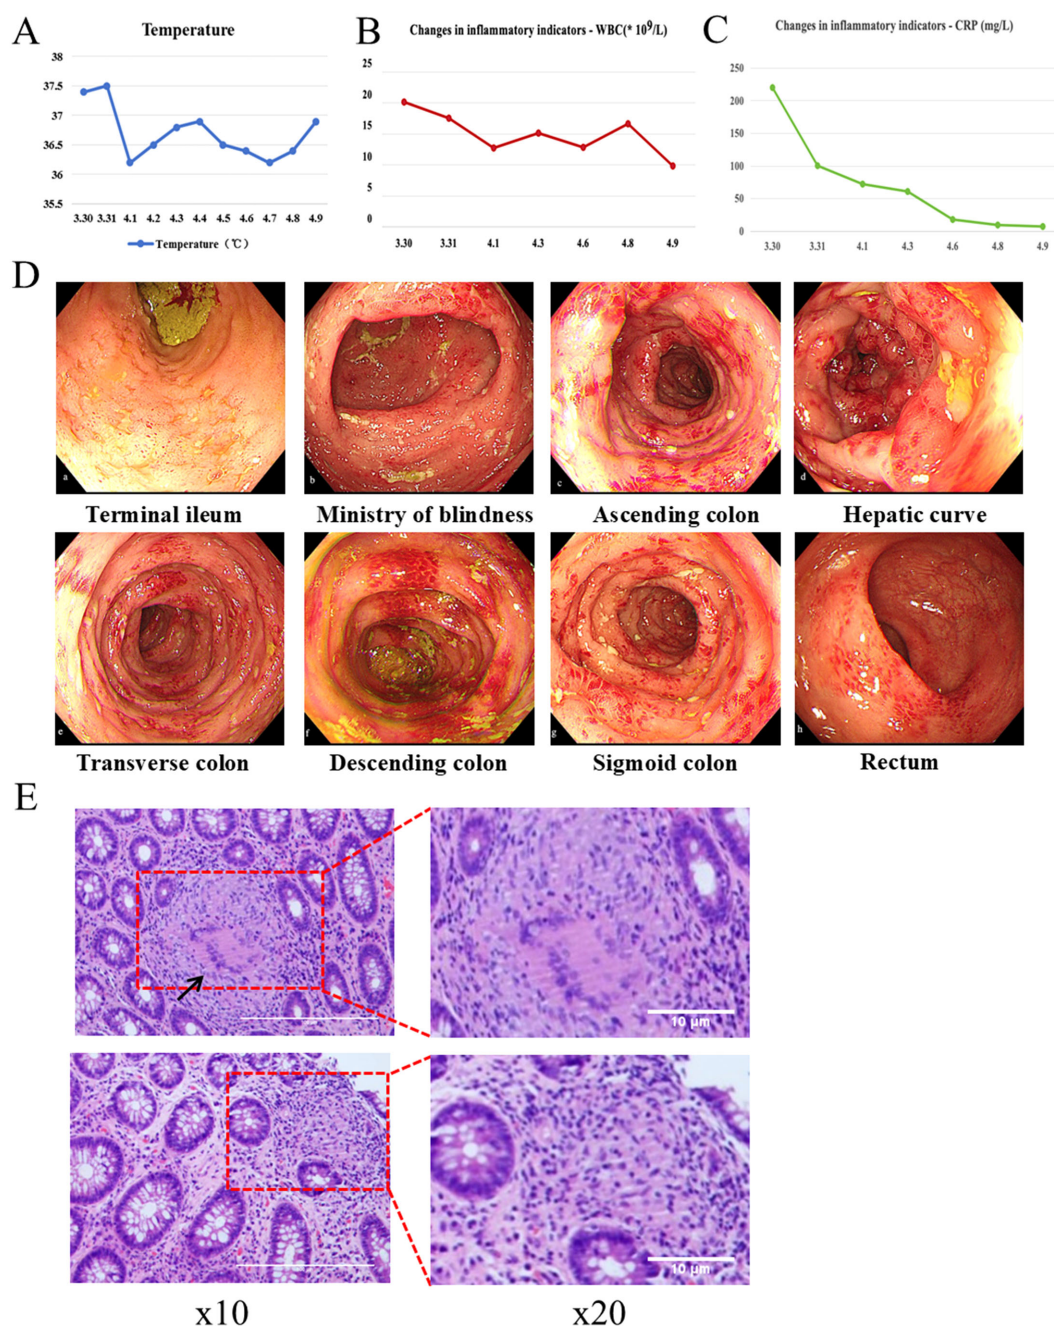 A
Temperature
38
37.5
37
36.5
36
35.5
3.30 3.31 4.1 4.2 4.3 4.4 4.5 4.6 4.7 4.8 4.9
Temperature（℃）
B
Changes in inflammatory indicators - WBC(* 10⁹/L)
25
20
15
10
5
0
3.30 3.31 4.1 4.3 4.6 4.8 4.9
C
Changes in inflammatory indicators - CRP (mg/L)
250
200
150
100
50
0
3.30 3.31 4.1 4.3 4.6 4.8 4.9
D
a b c d
Terminal ileum Ministry of blindness Ascending colon Hepatic curve
e f g h
Transverse colon Descending colon Sigmoid colon Rectum
E
10 μm
10 μm
x10 x20